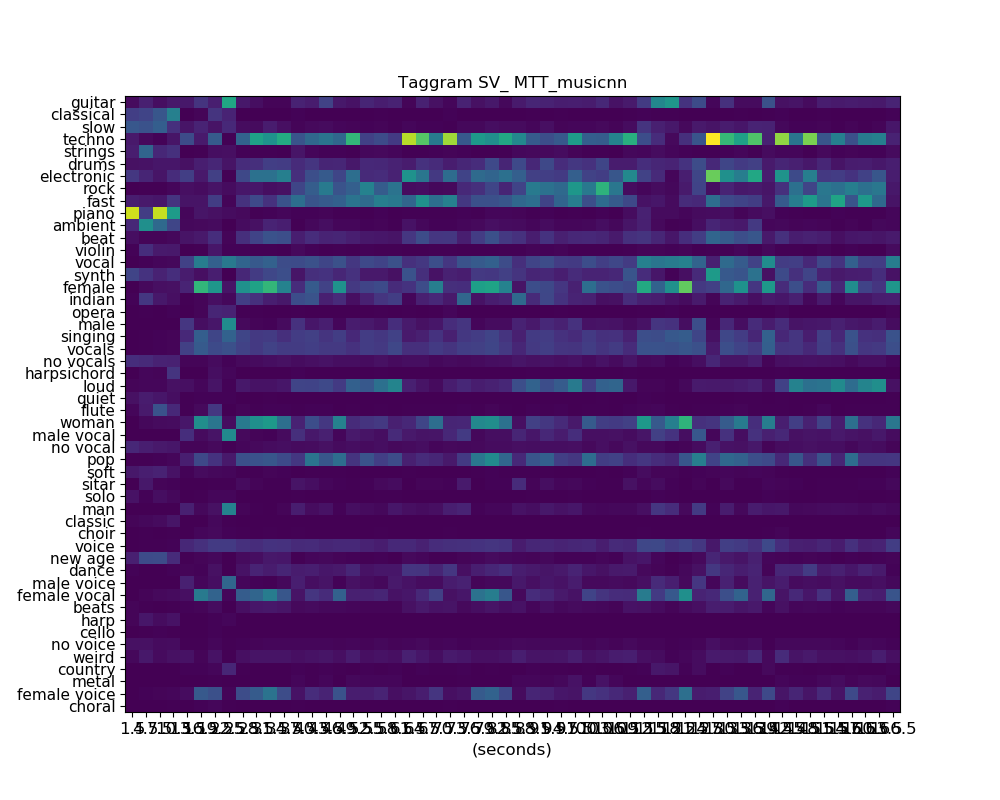 Taggram SV_ MTT_musicnn
guitar
classical
slow
techno
strings
drums
electronic
rock
fast
piano
ambient
beat
violin
vocal
synth
female
indian
opera
male
singing
vocals
no vocals
harpsichord
loud
quiet
flute
woman
male vocal
no vocal
pop
soft
sitar
solo
man
classic
choir
voice
new age
dance
male voice
female vocal
beats
harp
cello
no voice
weird
country
metal
female voice
choral
(seconds)